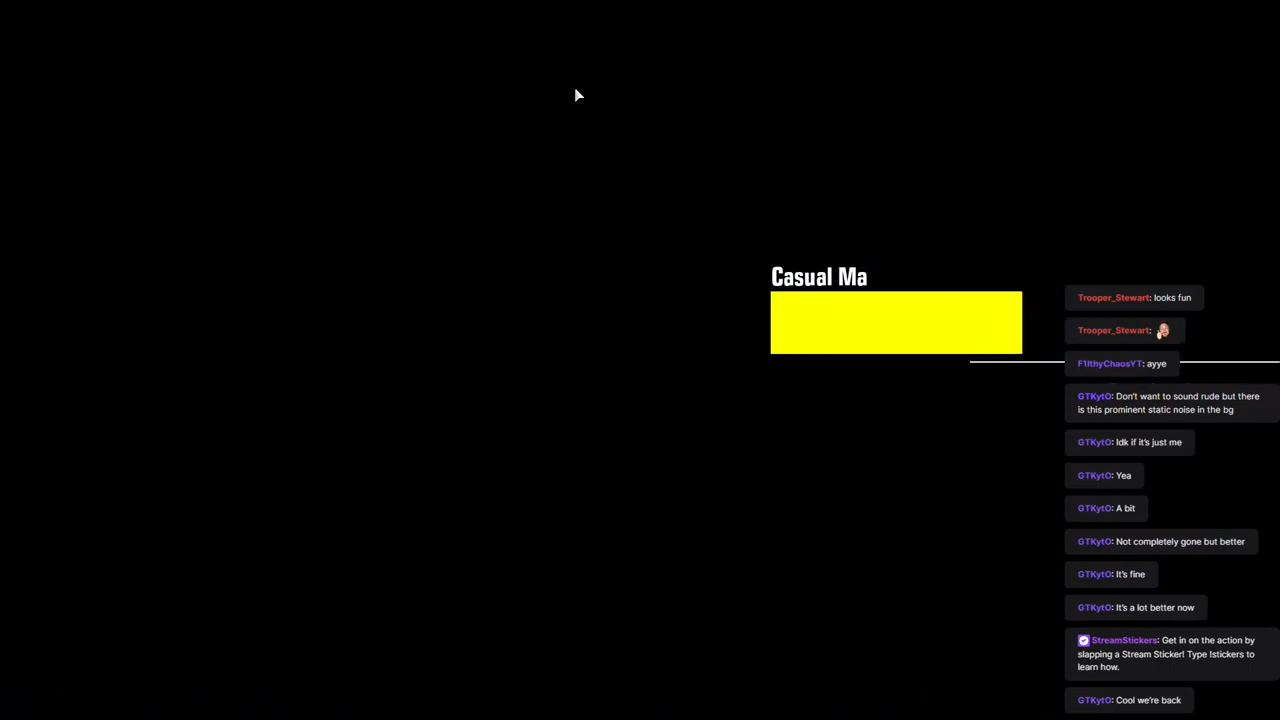 Casual Ma
Trooper_Stewart: looks fun
Trooper_Stewart:
F1lthyChaosYT: ayye
GTKytO: Don't want to sound rude but there
is this prominent static noise in the bg
GTKytO: Idk if it's just me
GTKytO: Yea
GTKytO: A bit
GTKytO: Not completely gone but better
GTKytO: It's fine
GTKytO: It's a lot better now
StreamStickers: Get in on the action by
slapping a Stream Sticker! Type !stickers to
learn how.
GTKytO: Cool we're back